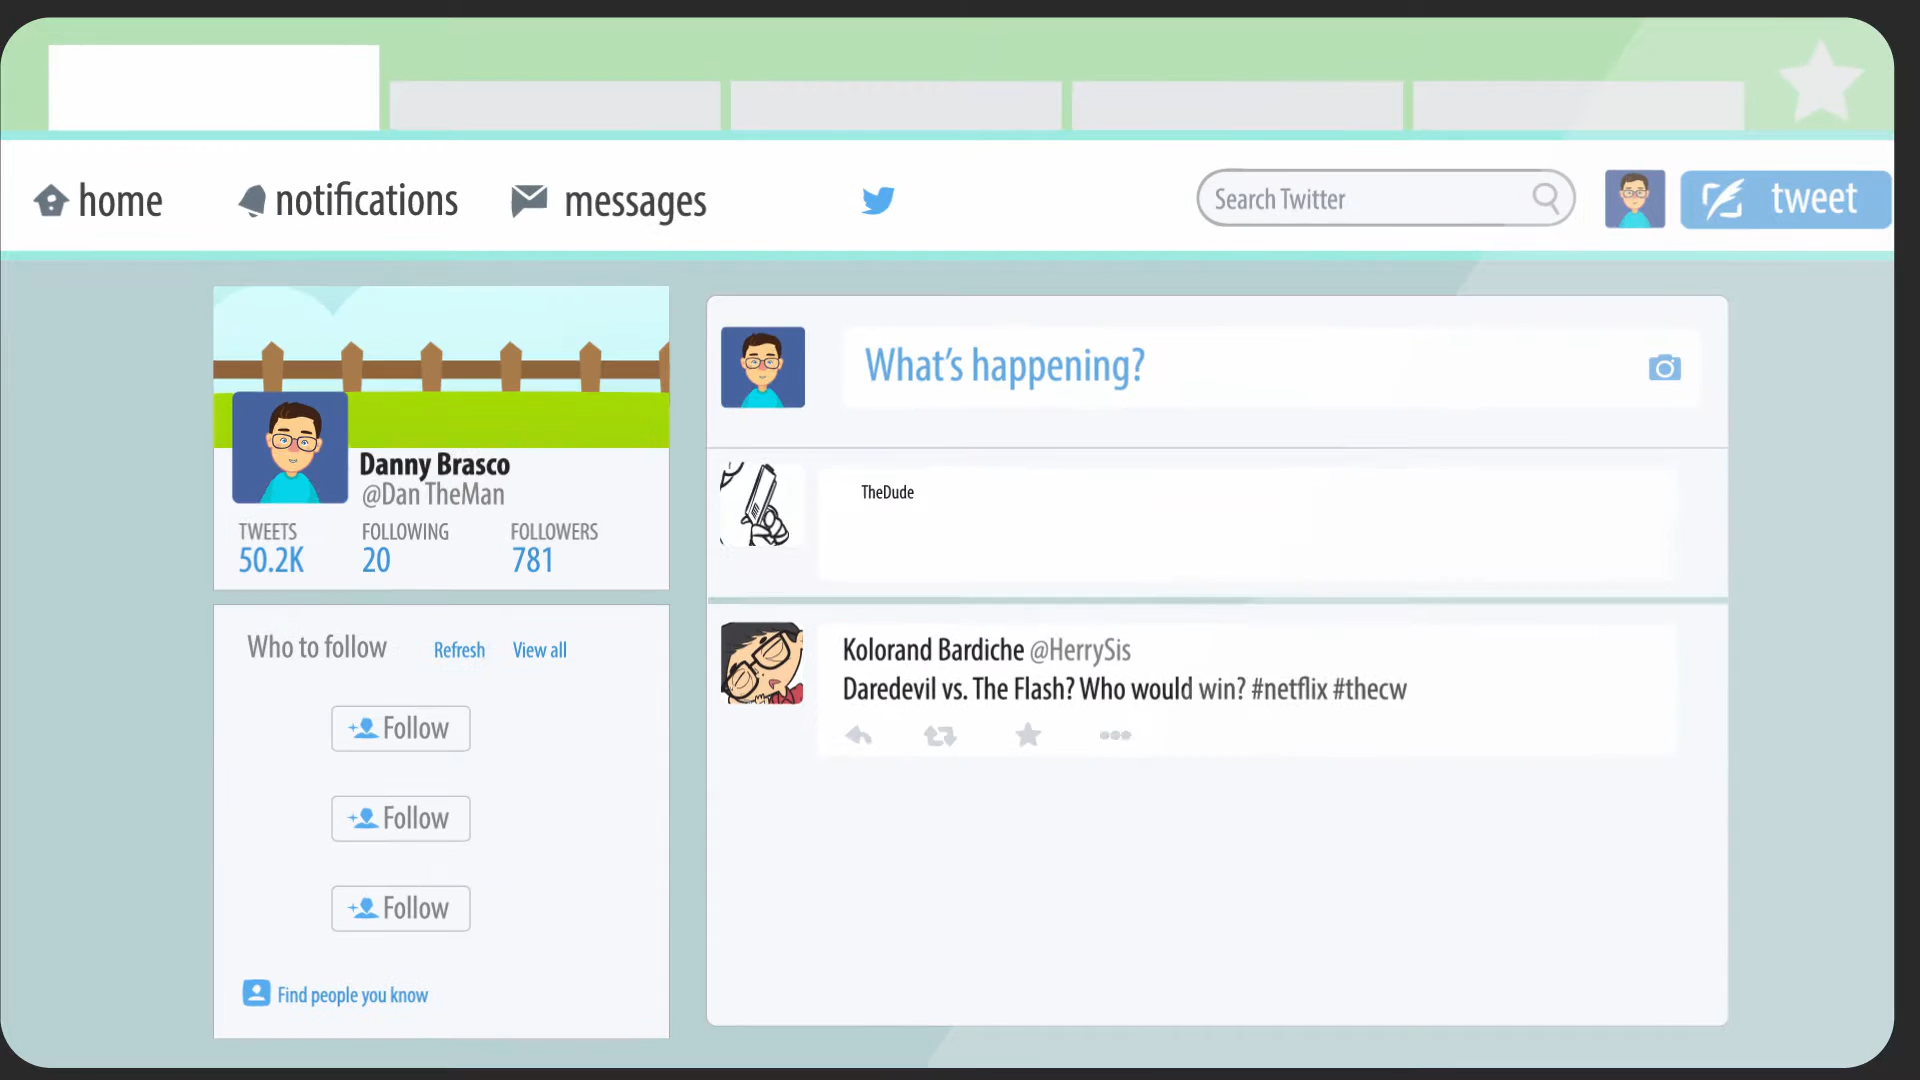 home
notifications
messages
Search Twitter
tweet
Danny Brasco
@Dan TheMan
TWEETS FOLLOWING FOLLOWERS
50.2K 20 781
Who to follow Refresh View all
Follow
Follow
Follow
Find people you know
What's happening?
TheDude
Kolorand Bardiche @HerrySis
Daredevil vs. The Flash? Who would win? #netflix #thecw